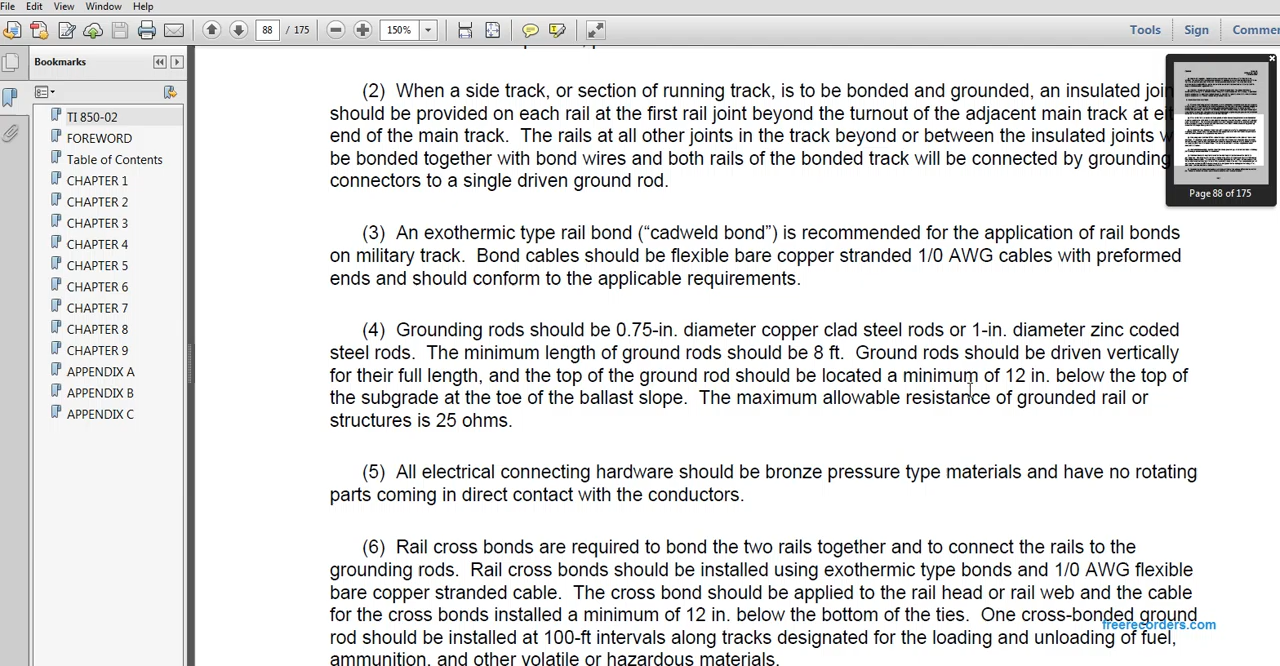 File Edit View Window Help
88 / 175 150% Tools Sign Commen
Bookmarks
TI 850-02
FOREWORD
Table of Contents
CHAPTER 1
CHAPTER 2
CHAPTER 3
CHAPTER 4
CHAPTER 5
CHAPTER 6
CHAPTER 7
CHAPTER 8
CHAPTER 9
APPENDIX A
APPENDIX B
APPENDIX C
(2) When a side track, or section of running track, is to be bonded and grounded, an insulated join
should be provided on each rail at the first rail joint beyond the turnout of the adjacent main track at eit
end of the main track. The rails at all other joints in the track beyond or between the insulated joints w
be bonded together with bond wires and both rails of the bonded track will be connected by grounding
connectors to a single driven ground rod.
(3) An exothermic type rail bond (“cadweld bond”) is recommended for the application of rail bonds
on military track. Bond cables should be flexible bare copper stranded 1/0 AWG cables with preformed
ends and should conform to the applicable requirements.
(4) Grounding rods should be 0.75-in. diameter copper clad steel rods or 1-in. diameter zinc coded
steel rods. The minimum length of ground rods should be 8 ft. Ground rods should be driven vertically
for their full length, and the top of the ground rod should be located a minimum of 12 in. below the top of
the subgrade at the toe of the ballast slope. The maximum allowable resistance of grounded rail or
structures is 25 ohms.
(5) All electrical connecting hardware should be bronze pressure type materials and have no rotating
parts coming in direct contact with the conductors.
(6) Rail cross bonds are required to bond the two rails together and to connect the rails to the
grounding rods. Rail cross bonds should be installed using exothermic type bonds and 1/0 AWG flexible
bare copper stranded cable. The cross bond should be applied to the rail head or rail web and the cable
for the cross bonds installed a minimum of 12 in. below the bottom of the ties. One cross-bonded ground
rod should be installed at 100-ft intervals along tracks designated for the loading and unloading of fuel,
ammunition, and other volatile or hazardous materials.
Page 88 of 175
freerecorders.com